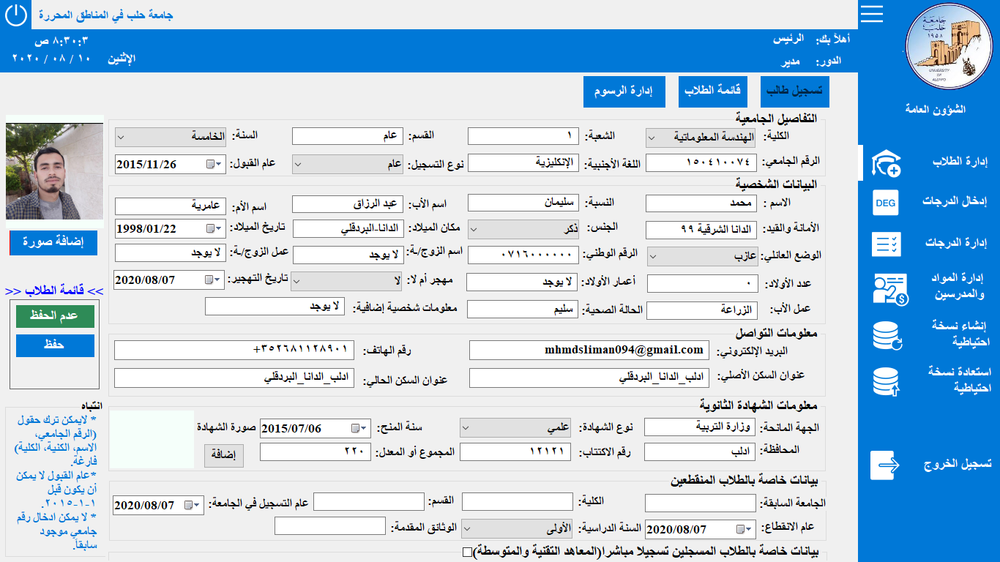 جامعة حلب في المناطق المحررة
أهلاً بك: الرئيس
٨:٣٠:٣ ص
الدور: مدير
الإثنين ١٠ / ٠٨ / ٢٠٢٠
جامعة حلب
١٩٥٨
UNIVERSITY OF ALEPPO
الشؤون العامة
إدارة الطلاب
إدخال الدرجات
DEG
إدارة الدرجات
إدارة المواد
والمدرسين
إنشاء نسخة
احتياطية
استعادة نسخة
احتياطية
تسجيل الخروج
تسجيل طالب قائمة الطلاب إدارة الرسوم
التفاصيل الجامعية
الكلية: الهندسة المعلوماتية الشعبة: ١ القسم: عام السنة: الخامسة
الرقم الجامعي: ١٥٠٤١٠٠٧٤ اللغة الأجنبية: الإنكليزية نوع التسجيل: عام عام القبول: 2015/11/26
البيانات الشخصية
الاسم : محمد النسبة: سليمان اسم الأب: عبد الرزاق اسم الأم: عامرية
الأمانة والقيد: الدانا الشرقية ٩٩ الجنس: ذكر مكان الميلاد: الدانا-البردقلي تاريخ الميلاد: 1998/01/22
الوضع العائلي: عازب الرقم الوطني: ٠٧١٦٠٠٠٠٠٠ اسم الزوج/ـة: لا يوجد عمل الزوج/ـة: لا يوجد
عدد الأولاد: ٠ أعمار الأولاد: لا يوجد مهجر أم لا: لا تاريخ التهجير: 2020/08/07
عمل الأب: الزراعة الحالة الصحية: سليم معلومات شخصية إضافية: لا يوجد
معلومات التواصل
البريد الإلكتروني: mhmdsliman094@gmail.com رقم الهاتف: +٣٥٢٦٨١١٢٨٩٠١
عنوان السكن الأصلي: ادلب_الدانا_البردقلي عنوان السكن الحالي: ادلب_الدانا_البردقلي
معلومات الشهادة الثانوية
الجهة المانحة: وزارة التربية نوع الشهادة: علمي سنة المنح: 2015/07/06 صورة الشهادة
المحافظة: ادلب رقم الاكتتاب: ١٢١٢١ المجموع أو المعدل: ٢٢٠ إضافة
بيانات خاصة بالطلاب المنقطعين
الجامعة السابقة: الكلية: القسم: عام التسجيل في الجامعة: 2020/08/07
عام الانقطاع: 2020/08/07 السنة الدراسية: الأولى الوثائق المقدمة:
بيانات خاصة بالطلاب المسجلين تسجيلا مباشرا(المعاهد التقنية والمتوسطة)
إضافة صورة
>> قائمة الطلاب <<
عدم الحفظ
حفظ
انتباه
* لايمكن ترك حقول
(الرقم الجامعي،
الاسم، الكنية، الكلية)
فارغة.
*عام القبول لا يمكن
أن يكون قبل
١-١-٢٠١٥.
* لا يمكن ادخال رقم
جامعي موجود
سابقاً.